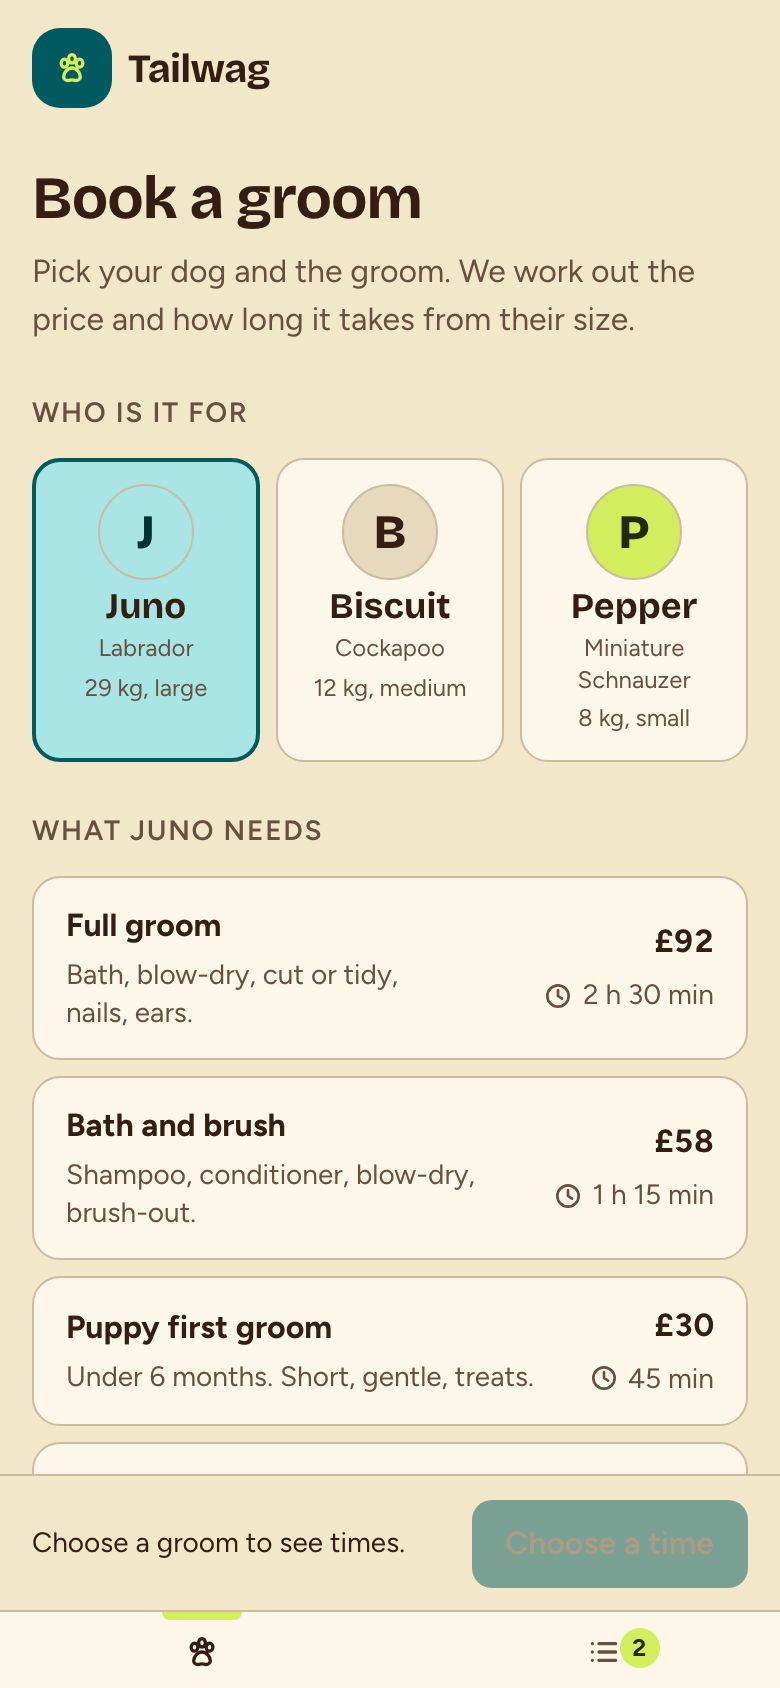 Tailwag
Book a groom
Pick your dog and the groom. We work out the
price and how long it takes from their size.
WHO IS IT FOR
J
Juno
Labrador
29 kg, large
B
Biscuit
Cockapoo
12 kg, medium
P
Pepper
Miniature
Schnauzer
8 kg, small
WHAT JUNO NEEDS
Full groom
Bath, blow-dry, cut or tidy,
nails, ears.
£92
2 h 30 min
Bath and brush
Shampoo, conditioner, blow-dry,
brush-out.
£58
1 h 15 min
Puppy first groom
Under 6 months. Short, gentle, treats.
£30
45 min
Choose a groom to see times.
Choose a time
2